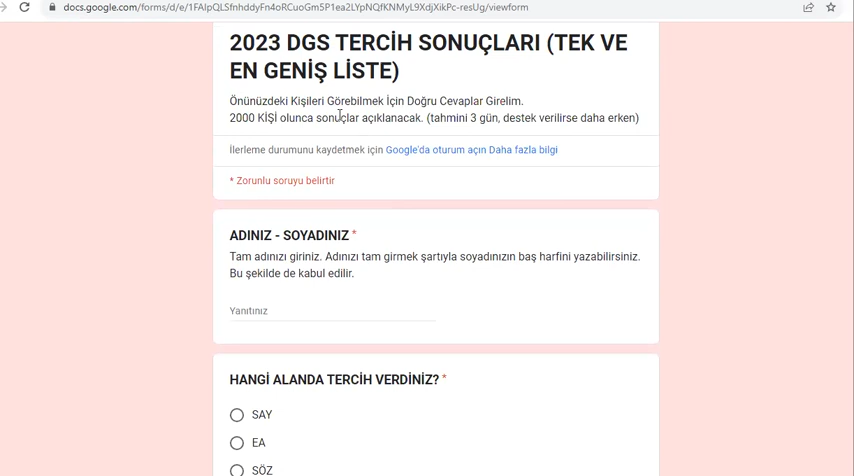 docs.google.com/forms/d/e/1FAIpQLSfnhddyFn4oRCuoGm5P1ea2LYpNQfKNMyL9XdjXikPc-resUg/viewform
2023 DGS TERCİH SONUÇLARI (TEK VE
EN GENİŞ LİSTE)
Önünüzdeki Kişileri Görebilmek İçin Doğru Cevaplar Girelim.
2000 KİŞİ olunca sonuçlar açıklanacak. (tahmini 3 gün, destek verilirse daha erken)
İlerleme durumunu kaydetmek için Google'da oturum açın Daha fazla bilgi
* Zorunlu soruyu belirtir
ADINIZ - SOYADINIZ *
Tam adınızı giriniz. Adınızı tam girmek şartıyla soyadınızın baş harfini yazabilirsiniz.
Bu şekilde de kabul edilir.
Yanıtınız
HANGİ ALANDA TERCİH VERDİNİZ? *
SAY
EA
SÖZ